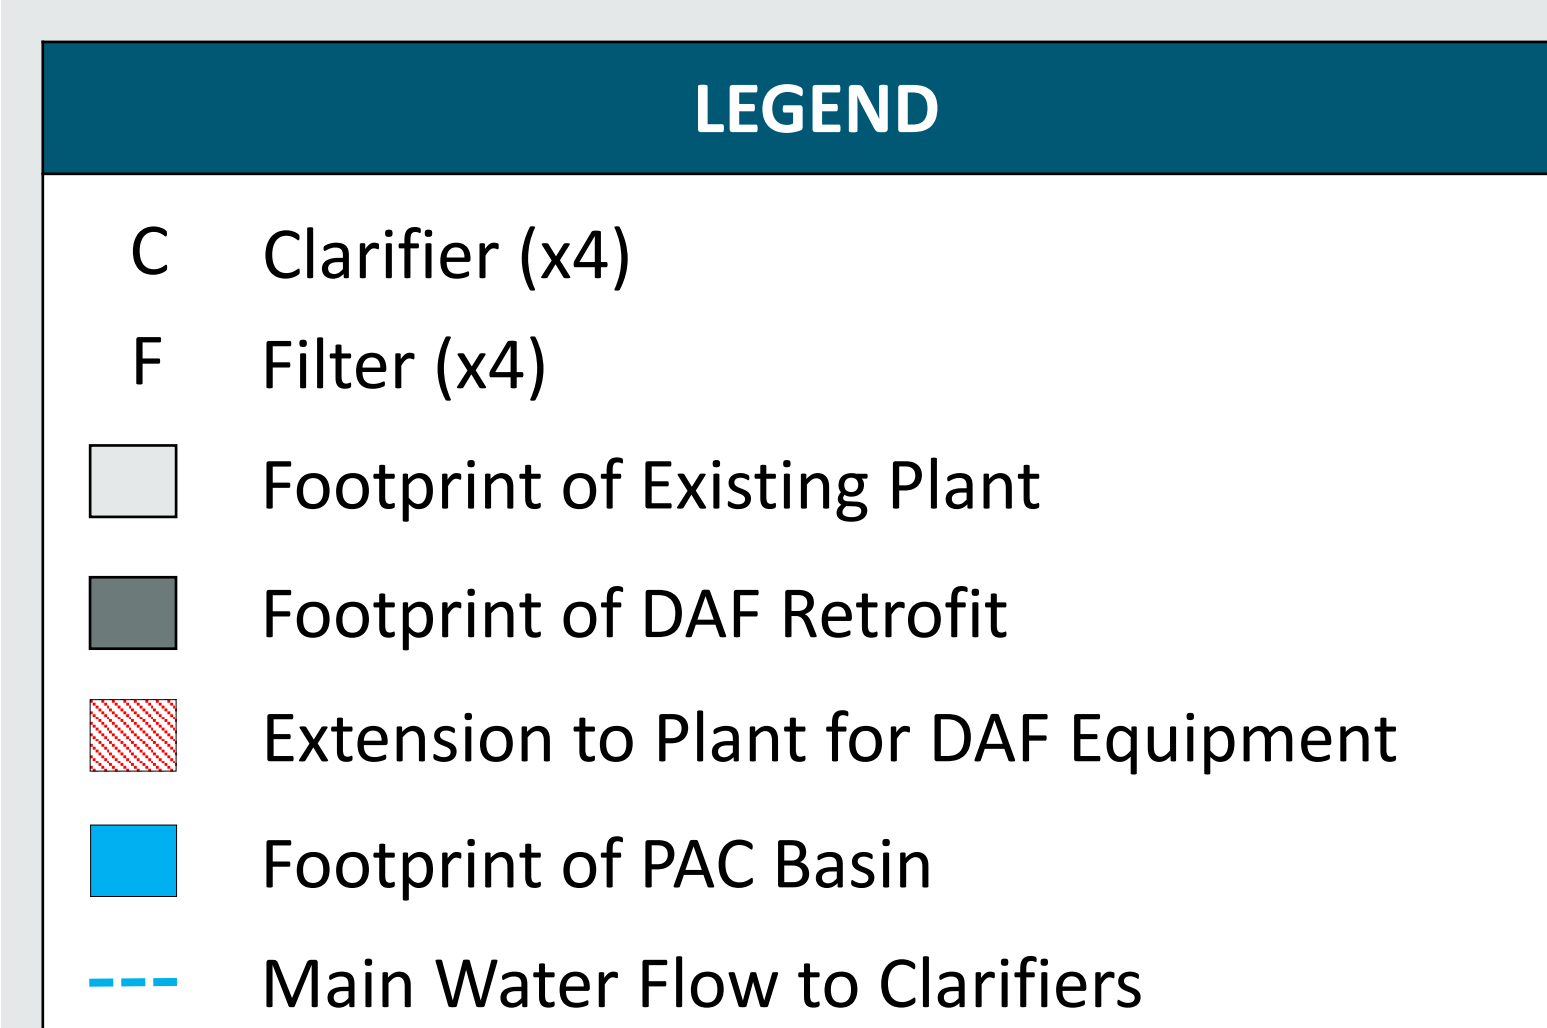 LEGEND
C Clarifier (x4)
F Filter (x4)
Footprint of Existing Plant
Footprint of DAF Retrofit
Extension to Plant for DAF Equipment
Footprint of PAC Basin
Main Water Flow to Clarifiers